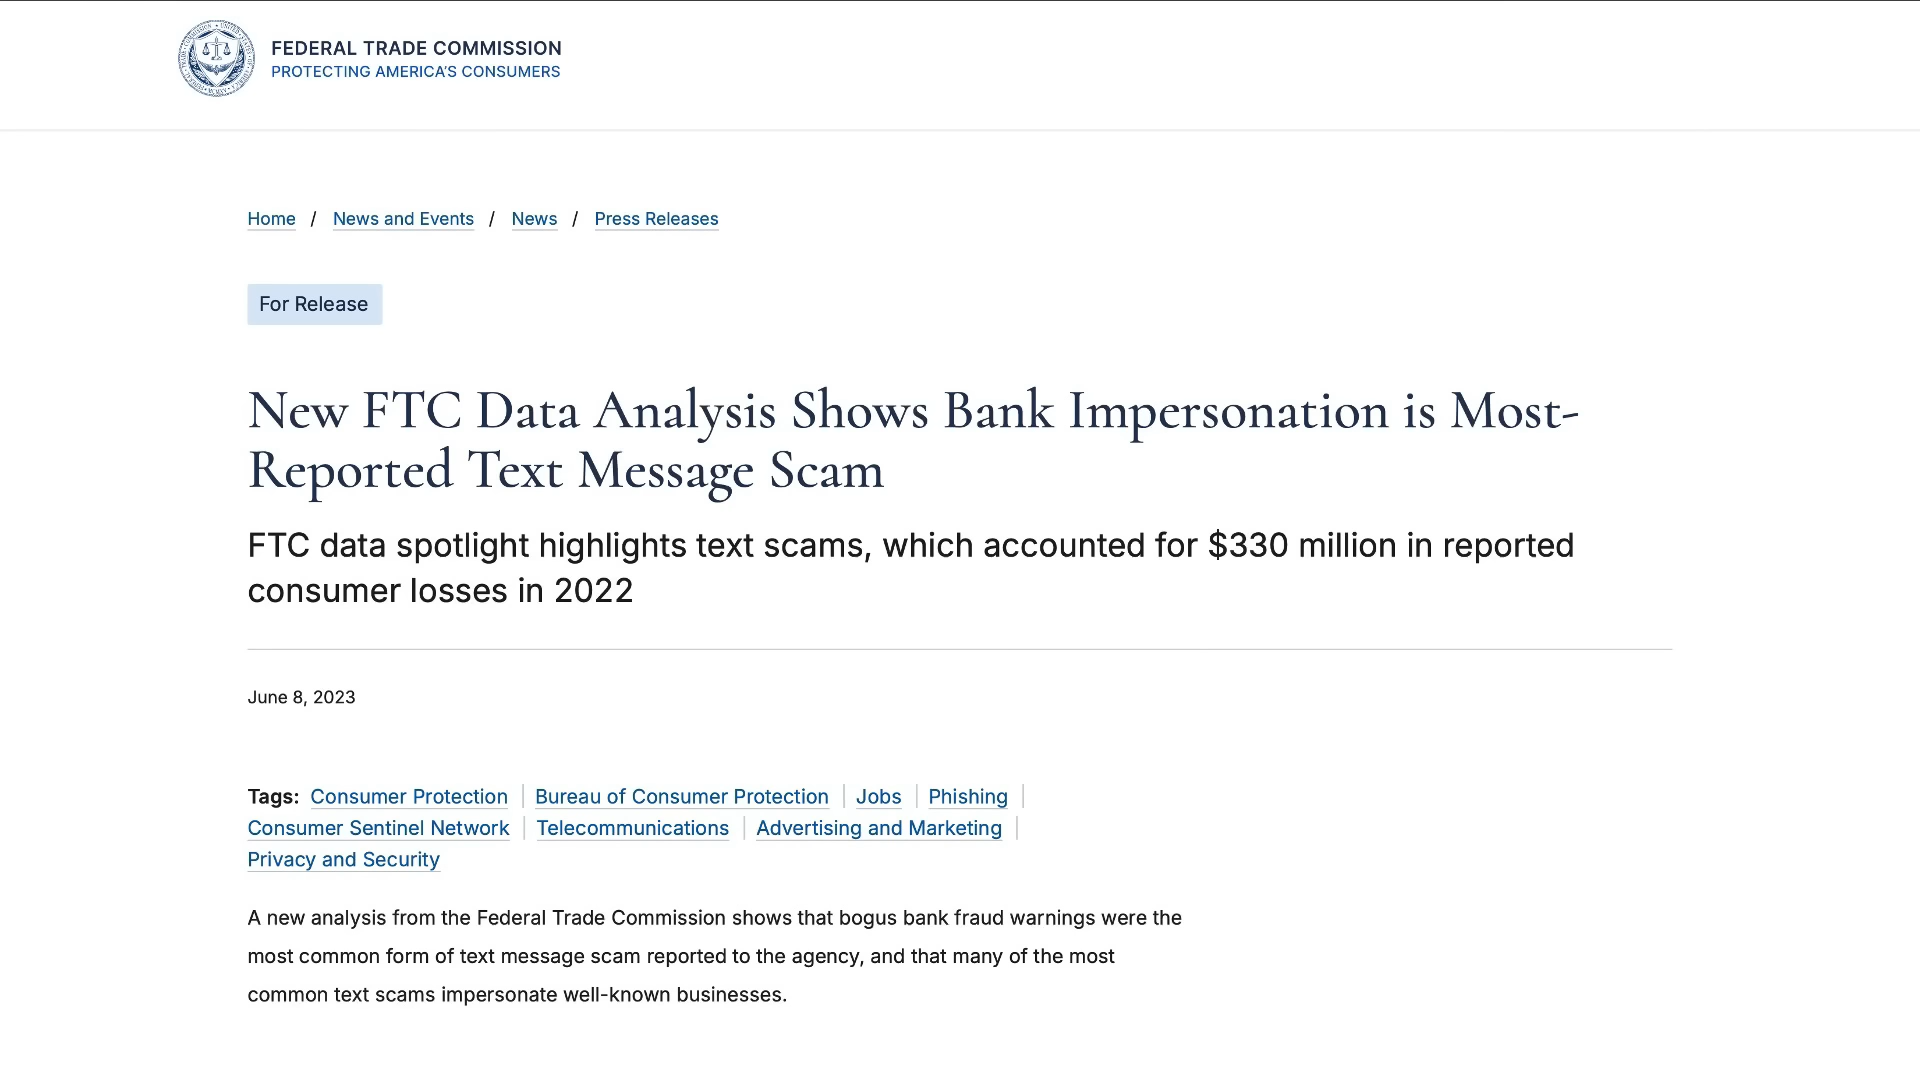 FEDERAL TRADE COMMISSION
PROTECTING AMERICA'S CONSUMERS
Home / News and Events / News / Press Releases
For Release
New FTC Data Analysis Shows Bank Impersonation is Most-
Reported Text Message Scam
FTC data spotlight highlights text scams, which accounted for $330 million in reported
consumer losses in 2022
June 8, 2023
Tags: Consumer Protection | Bureau of Consumer Protection | Jobs | Phishing |
Consumer Sentinel Network | Telecommunications | Advertising and Marketing |
Privacy and Security
A new analysis from the Federal Trade Commission shows that bogus bank fraud warnings were the
most common form of text message scam reported to the agency, and that many of the most
common text scams impersonate well-known businesses.